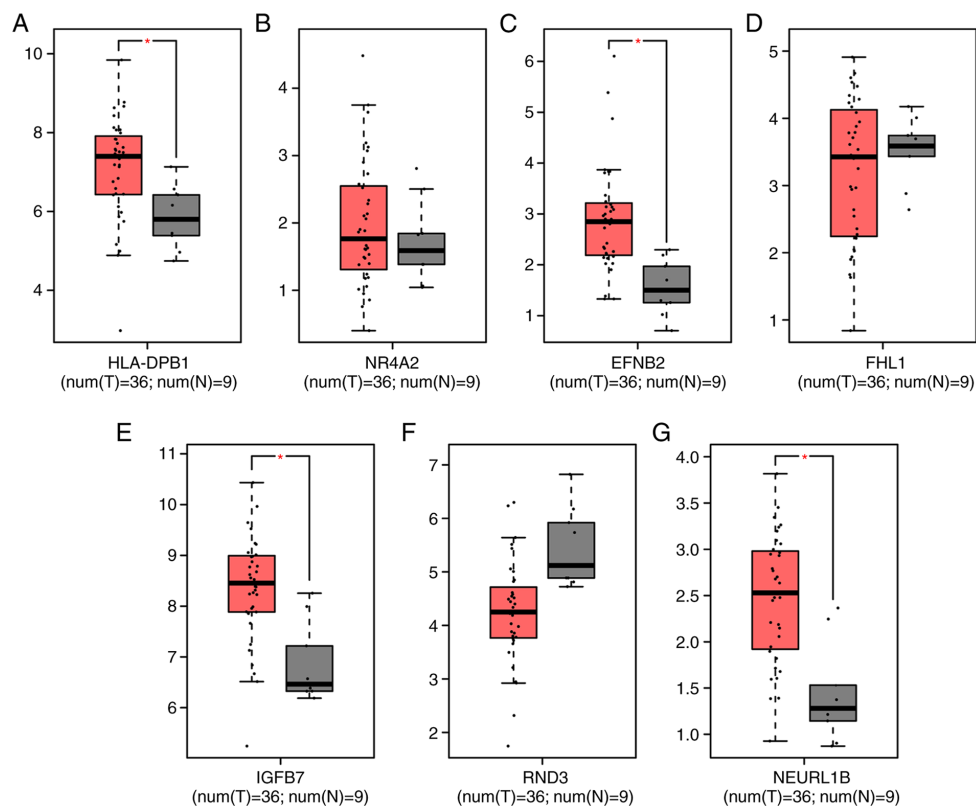 A
B
C
D
*
*
10
8
6
4
4
3
2
1
6
5
4
3
2
1
5
4
3
2
1
HLA-DPB1
NR4A2
EFNB2
FHL1
(num(T)=36; num(N)=9)
(num(T)=36; num(N)=9)
(num(T)=36; num(N)=9)
(num(T)=36; num(N)=9)
E
F
G
*
*
11
10
9
8
7
6
7
6
5
4
3
2
4.0
3.5
3.0
2.5
2.0
1.5
1.0
IGFB7
RND3
NEURL1B
(num(T)=36; num(N)=9)
(num(T)=36; num(N)=9)
(num(T)=36; num(N)=9)